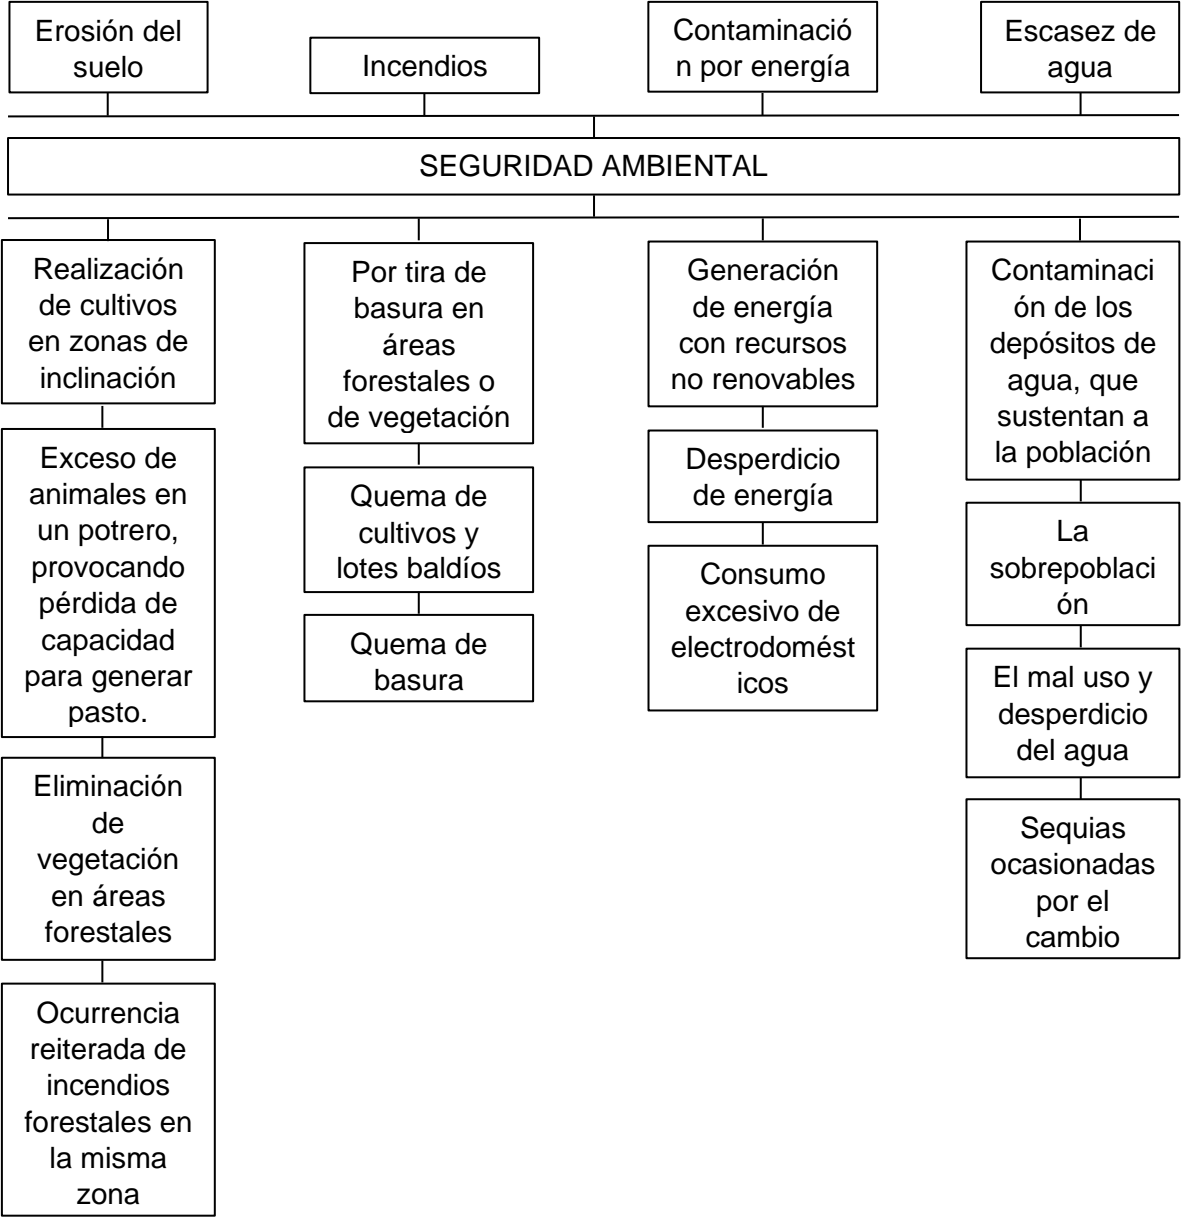 Erosión del
suelo
Incendios
Contaminació
n por energía
Escasez de
agua
SEGURIDAD AMBIENTAL
Realización
de cultivos
en zonas de
inclinación
Exceso de
animales en
un potrero,
provocando
pérdida de
capacidad
para generar
pasto.
Eliminación
de
vegetación
en áreas
forestales
Ocurrencia
reiterada de
incendios
forestales en
la misma
zona
Por tira de
basura en
áreas
forestales o
de vegetación
Quema de
cultivos y
lotes baldíos
Quema de
basura
Generación
de energía
con recursos
no renovables
Desperdicio
de energía
Consumo
excesivo de
electrodomést
icos
Contaminaci
ón de los
depósitos de
agua, que
sustentan a
la población
La
sobrepoblaci
ón
El mal uso y
desperdicio
del agua
Sequias
ocasionadas
por el
cambio